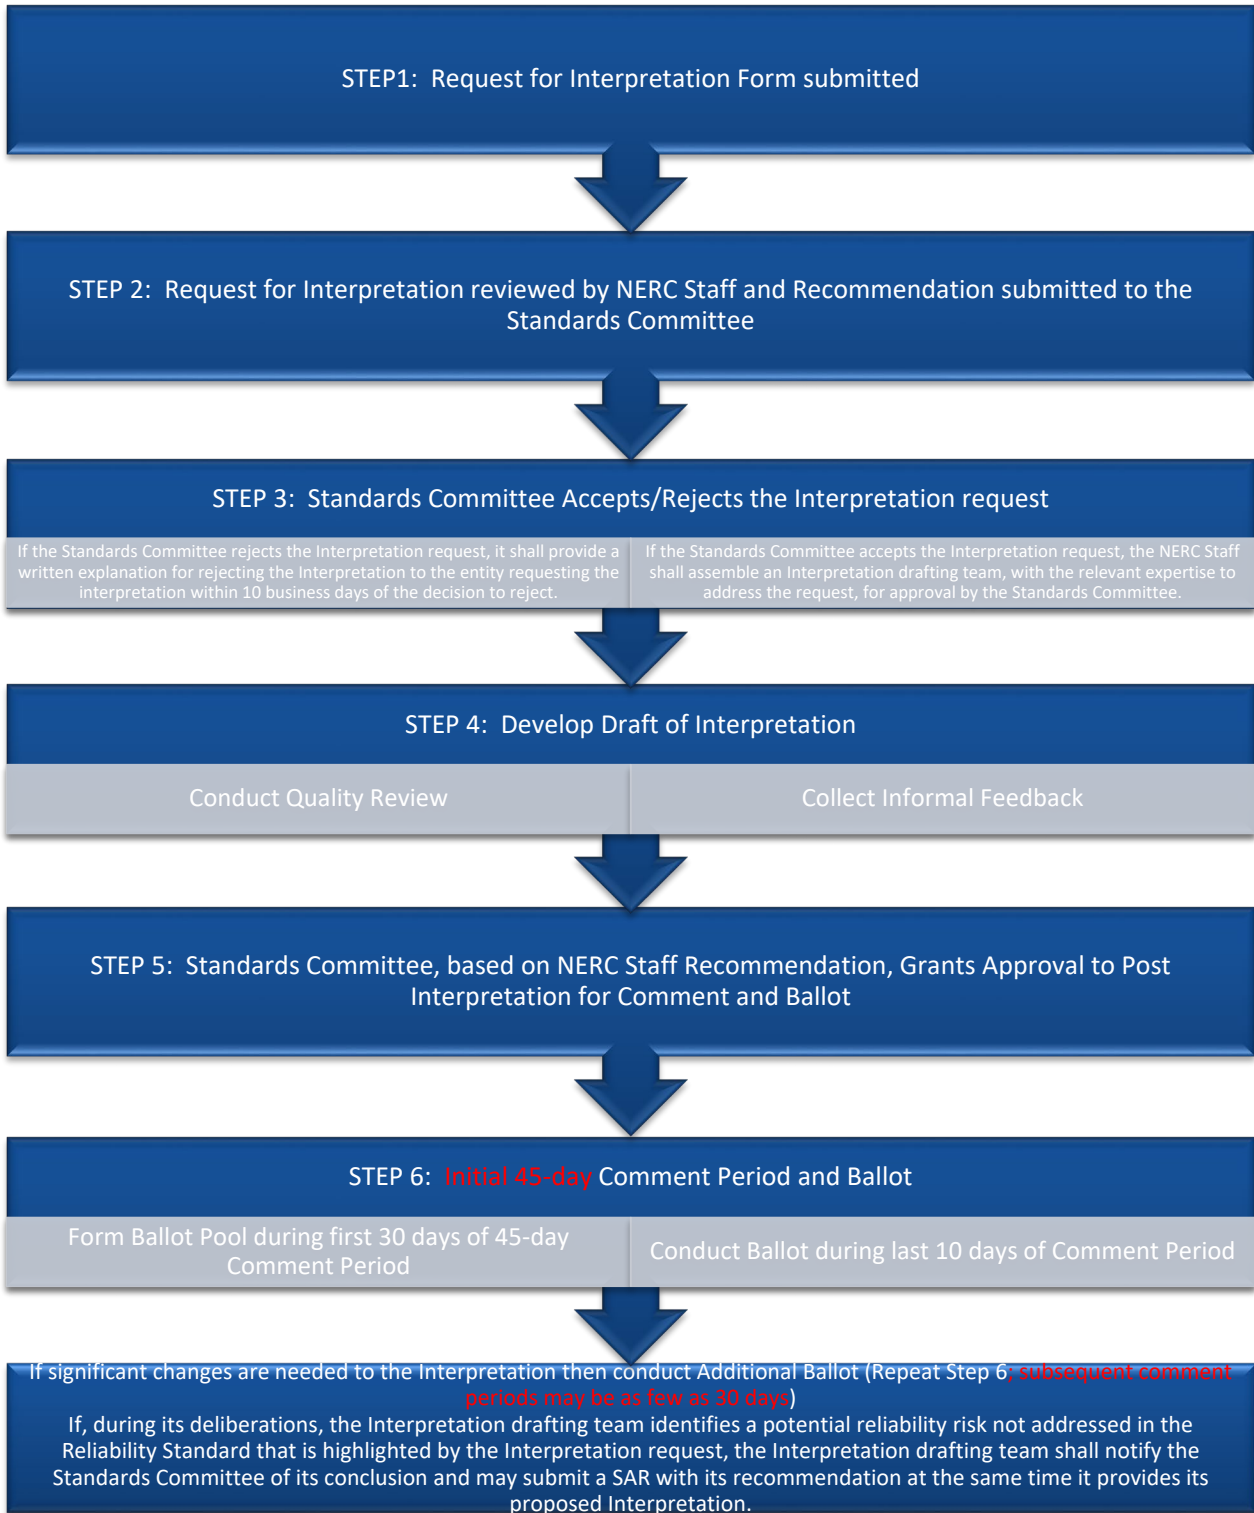 STEP1: Request for Interpretation Form submitted
STEP 2: Request for Interpretation reviewed by NERC Staff and Recommendation submitted to the
Standards Committee
STEP 3: Standards Committee Accepts/Rejects the Interpretation request
If the Standards Committee rejects the Interpretation request, it shall provide a
written explanation for rejecting the Interpretation to the entity requesting the
interpretation within 10 business days of the decision to reject.
If the Standards Committee accepts the Interpretation request, the NERC Staff
shall assemble an Interpretation drafting team, with the relevant expertise to
address the request, for approval by the Standards Committee.
STEP 4: Develop Draft of Interpretation
Conduct Quality Review
Collect Informal Feedback
STEP 5: Standards Committee, based on NERC Staff Recommendation, Grants Approval to Post
Interpretation for Comment and Ballot
STEP 6: Initial 45-day Comment Period and Ballot
Form Ballot Pool during first 30 days of 45-day
Comment Period
Conduct Ballot during last 10 days of Comment Period
If significant changes are needed to the Interpretation then conduct Additional Ballot (Repeat Step 6; subsequent comment
periods may be as few as 30 days)
If, during its deliberations, the Interpretation drafting team identifies a potential reliability risk not addressed in the
Reliability Standard that is highlighted by the Interpretation request, the Interpretation drafting team shall notify the
Standards Committee of its conclusion and may submit a SAR with its recommendation at the same time it provides its
proposed Interpretation.